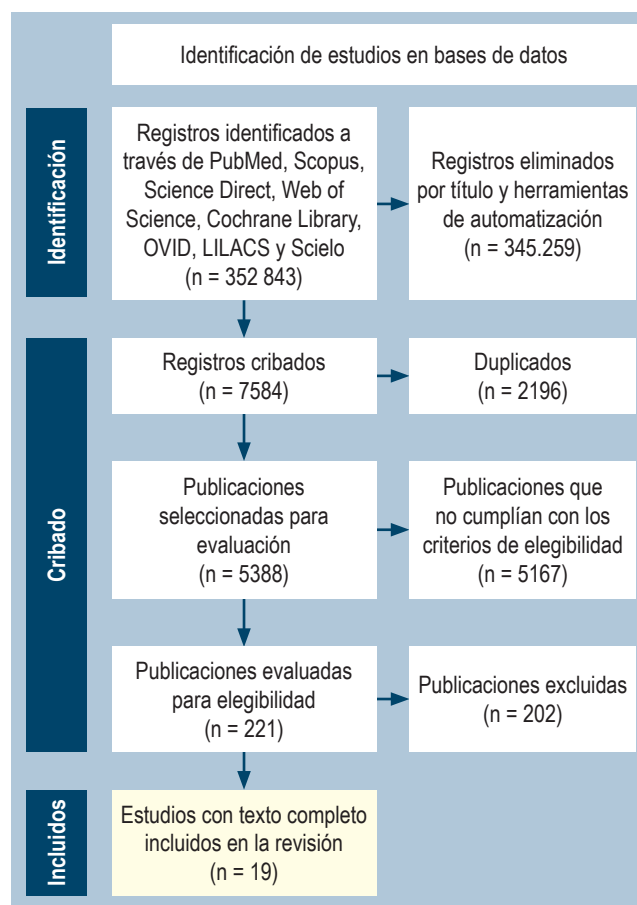 Identificación de estudios en bases de datos
Identificación
Registros identificados a
través de PubMed, Scopus,
Science Direct, Web of
Science, Cochrane Library,
OVID, LILACS y Scielo
(n = 352 843)
Registros eliminados
por título y herramientas
de automatización
(n = 345.259)
Cribado
Registros cribados
(n = 7584)
Duplicados
(n = 2196)
Publicaciones
seleccionadas para
evaluación
(n = 5388)
Publicaciones que
no cumplían con los
criterios de elegibilidad
(n = 5167)
Publicaciones evaluadas
para elegibilidad
(n = 221)
Publicaciones excluidas
(n = 202)
Incluidos
Estudios con texto completo
incluidos en la revisión
(n = 19)